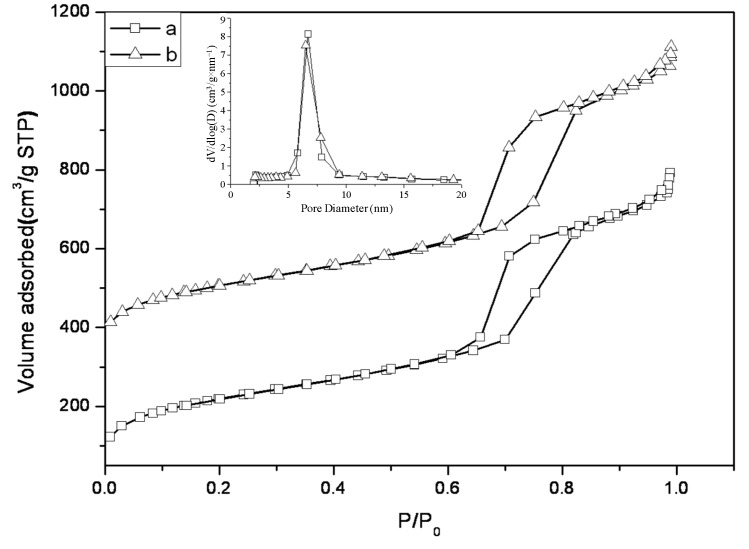 a
b
1200
1000
800
600
400
200
0.0 0.2 0.4 0.6 0.8 1.0
Volume adsorbed(cm³/g STP)
P/P₀
9
8
7
6
5
4
3
2
1
0
0 5 10 15 20
dV/dlog(D) (cm³/g·nm⁻¹)
Pore Diameter (nm)